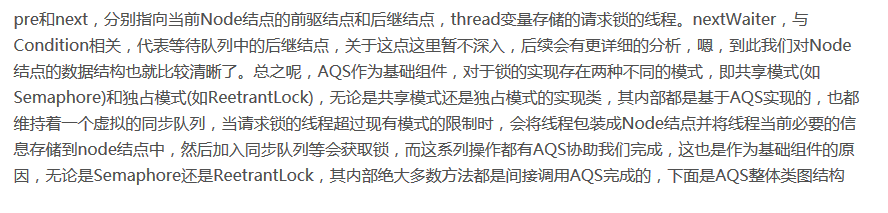 pre和next，分别指向当前Node结点的前驱结点和后继结点，thread变量存储的请求锁的线程。nextWaiter，与
Condition相关，代表等待队列中的后继结点，关于这点这里暂不深入，后续会有更详细的分析，嗯，到此我们对Node
结点的数据结构也就比较清晰了。总之呢，AQS作为基础组件，对于锁的实现存在两种不同的模式，即共享模式(如
Semaphore)和独占模式(如ReetrantLock)，无论是共享模式还是独占模式的实现类，其内部都是基于AQS实现的，也都
维持着一个虚拟的同步队列，当请求锁的线程超过现有模式的限制时，会将线程包装成Node结点并将线程当前必要的信
息存储到node结点中，然后加入同步队列等会获取锁，而这系列操作都有AQS协助我们完成，这也是作为基础组件的原
因，无论是Semaphore还是ReetrantLock，其内部绝大多数方法都是间接调用AQS完成的，下面是AQS整体类图结构